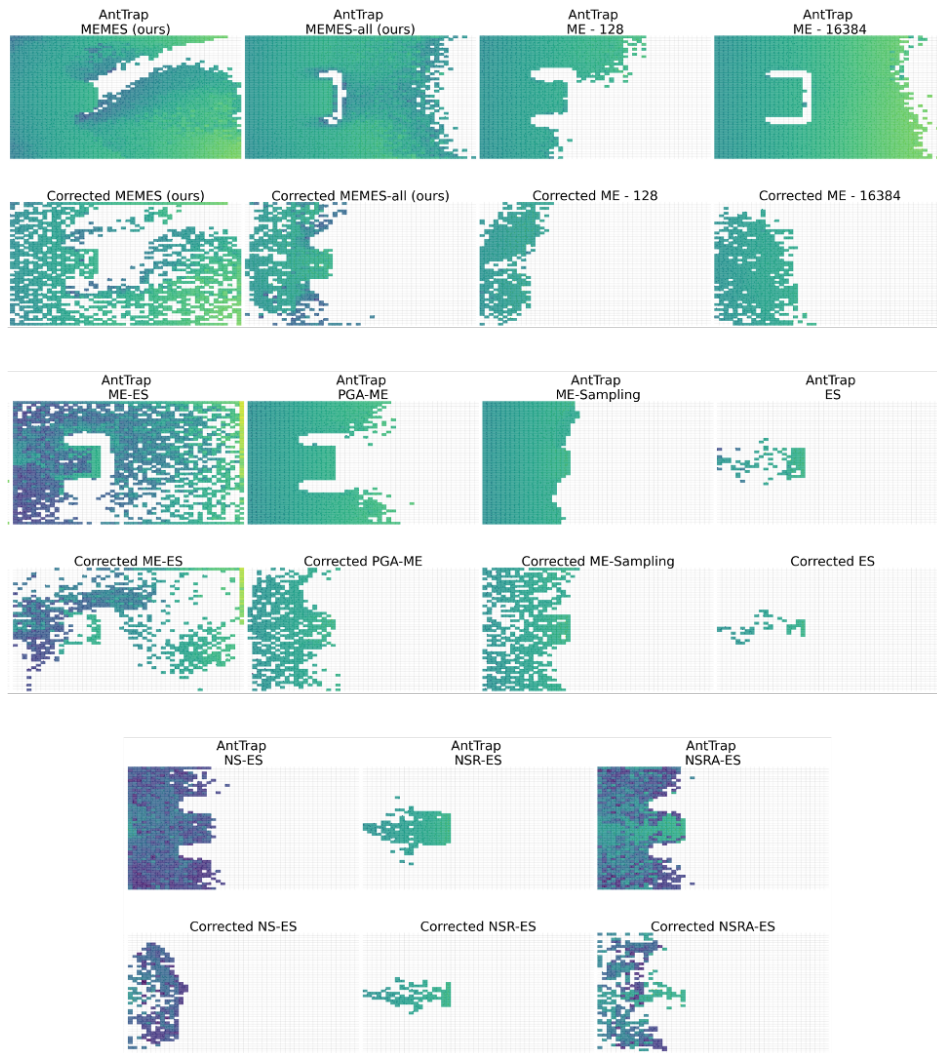 AntTrap AntTrap AntTrap AntTrap
MEMES (ours) MEMES-all (ours) ME - 128 ME - 16384
Corrected MEMES (ours) Corrected MEMES-all (ours) Corrected ME - 128 Corrected ME - 16384
AntTrap AntTrap AntTrap AntTrap
ME-ES PGA-ME ME-Sampling ES
Corrected ME-ES Corrected PGA-ME Corrected ME-Sampling Corrected ES
AntTrap AntTrap AntTrap
NS-ES NSR-ES NSRA-ES
Corrected NS-ES Corrected NSR-ES Corrected NSRA-ES